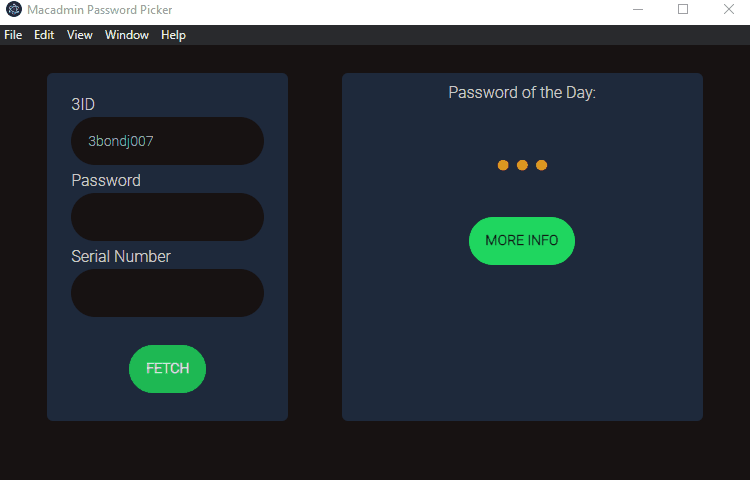 Macadmin Password Picker
File Edit View Window Help
3ID
3bondj007
Password
Serial Number
FETCH
Password of the Day:
MORE INFO